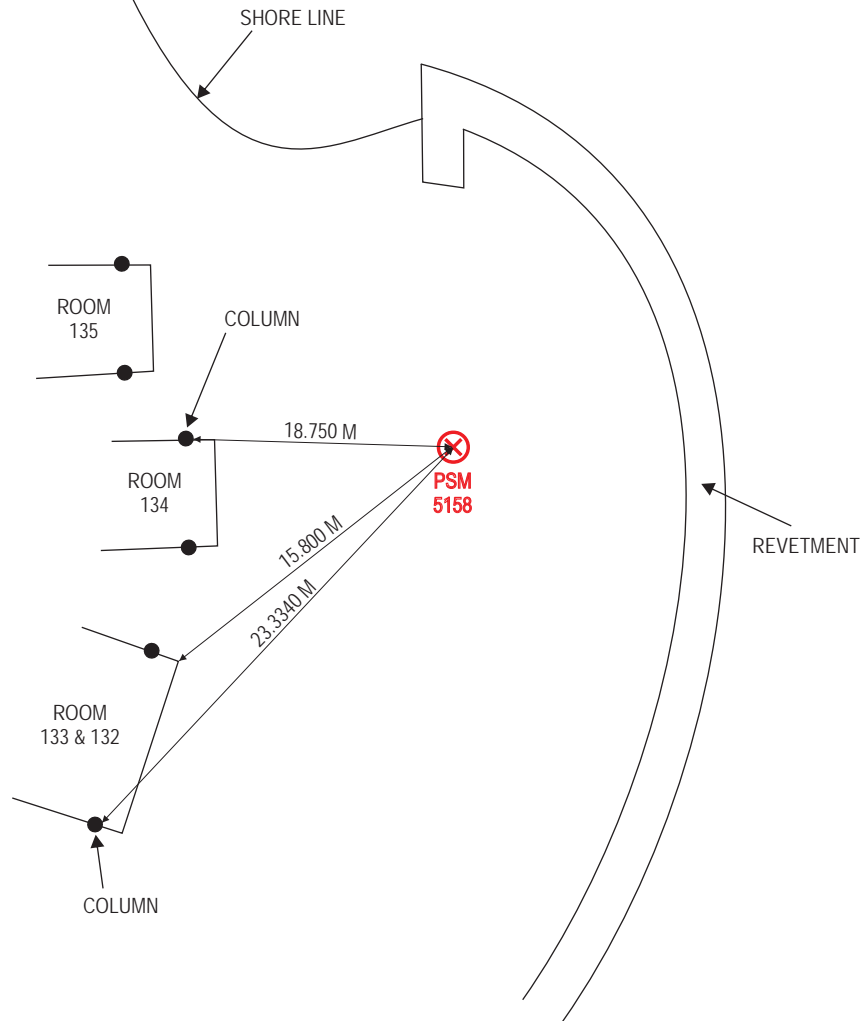 SHORE LINE
ROOM
135
COLUMN
18.750 M
ROOM
134
PSM
5158
15.800 M
REVETMENT
23.3340 M
ROOM
133 & 132
COLUMN